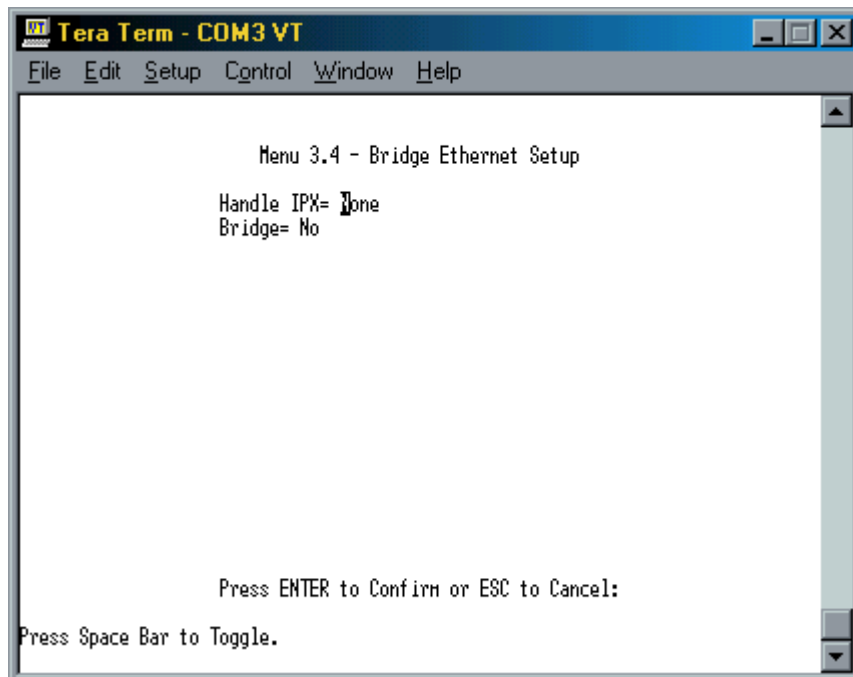 Tera Term - COM3 VT
File Edit Setup Control Window Help
Menu 3.4 - Bridge Ethernet Setup
Handle IPX= None
Bridge= No
Press ENTER to Confirm or ESC to Cancel:
Press Space Bar to Toggle.